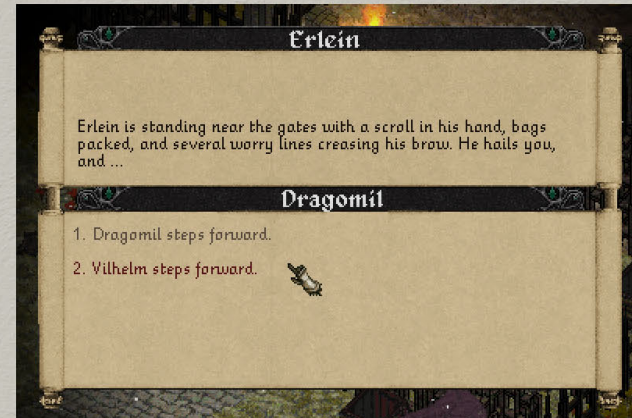 Erlein
Erlein is standing near the gates with a scroll in his hand, bags
packed, and several worry lines creasing his brow. He hails you,
and ...
Dragomil
1. Dragomil steps forward.
2. Vilhelm steps forward.